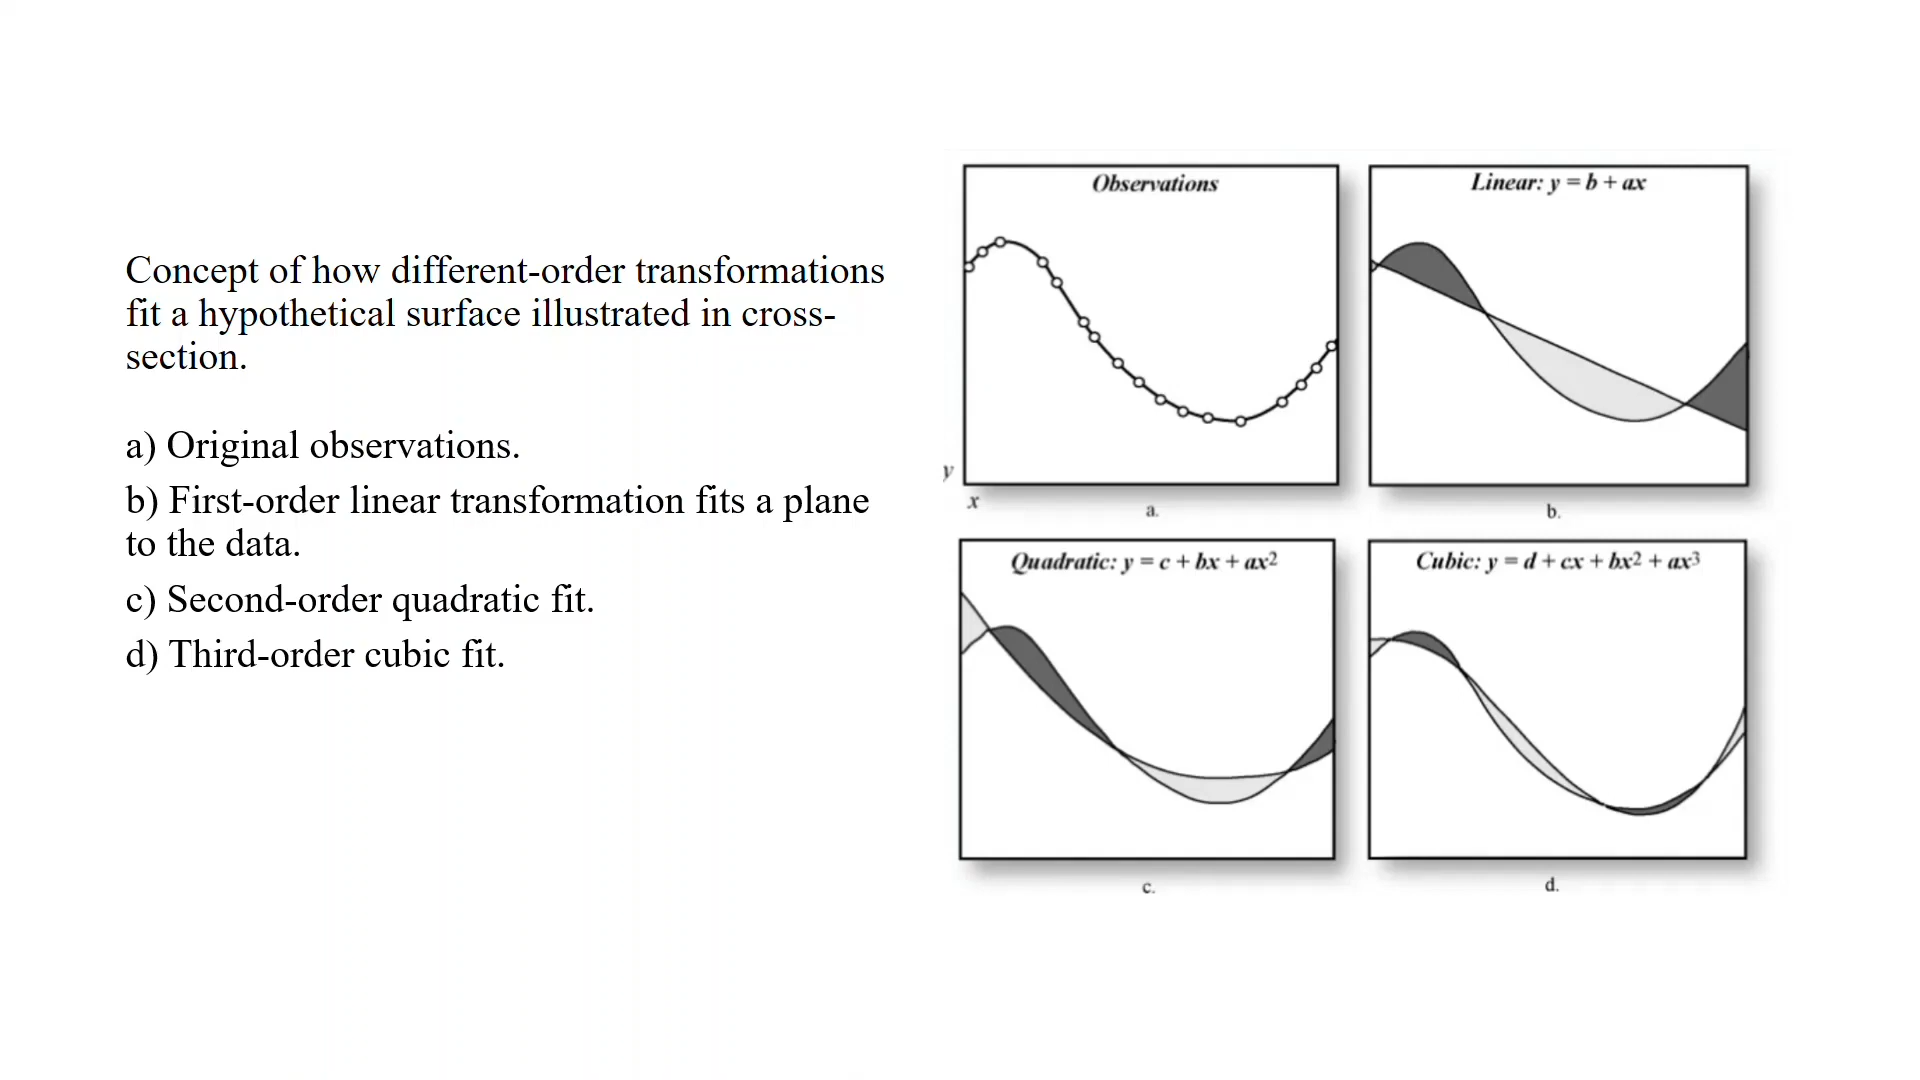 Concept of how different-order transformations
fit a hypothetical surface illustrated in cross-
section.
a) Original observations.
b) First-order linear transformation fits a plane
to the data.
c) Second-order quadratic fit.
d) Third-order cubic fit.
Observations
y
x
a.
Linear: y = b + ax
b.
Quadratic: y = c + bx + ax2
c.
Cubic: y = d + cx + bx2 + ax3
d.